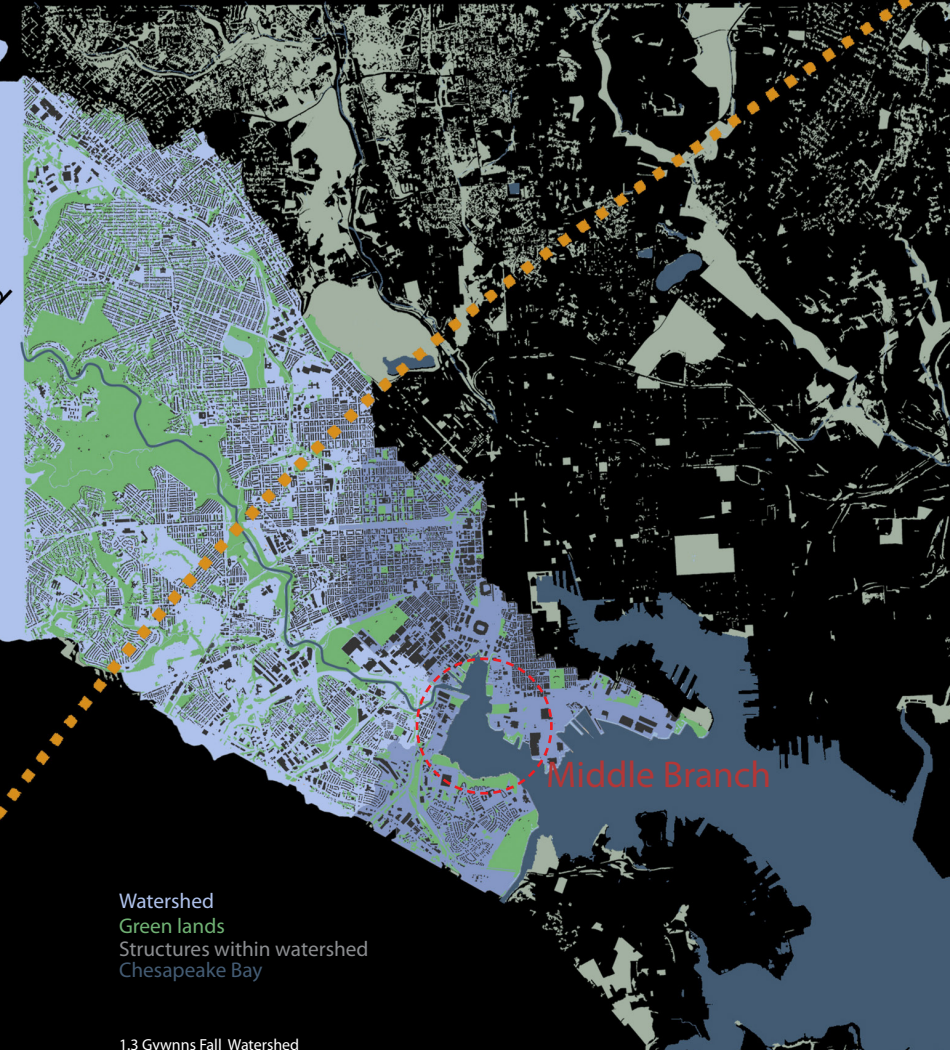 Middle Branch
Watershed
Green lands
Structures within watershed
Chesapeake Bay
1.3 Gywnns Fall Watershed